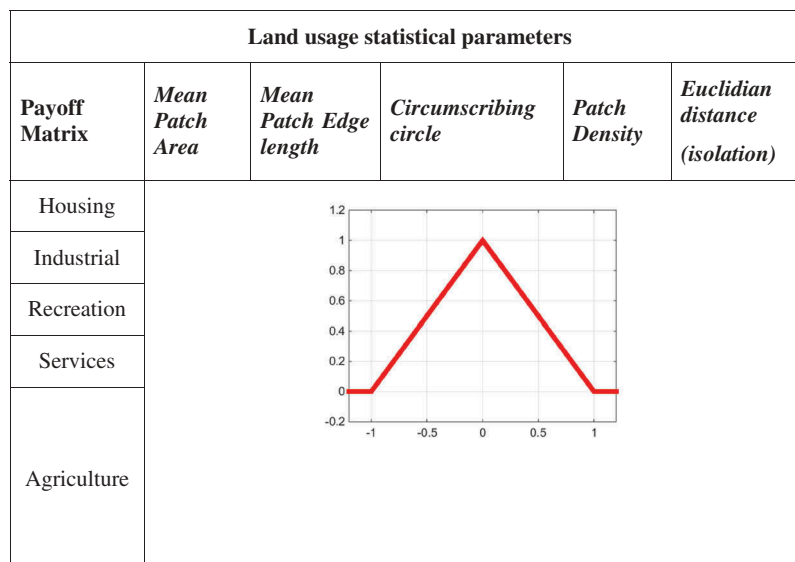 Land usage statistical parameters
Payoff
Matrix
Mean
Patch
Area
Mean
Patch Edge
length
Circumscribing
circle
Patch
Density
Euclidian
distance
(isolation)
Housing
Industrial
Recreation
Services
Agriculture
1.2
1
0.8
0.6
0.4
0.2
0
-0.2
-1 -0.5 0 0.5 1